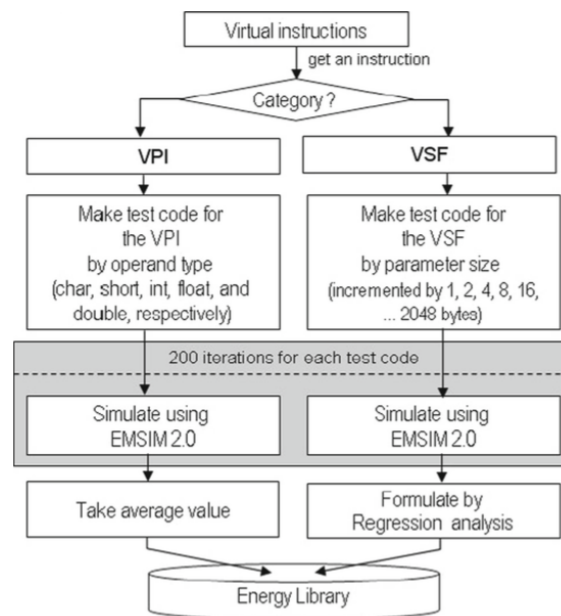 Virtual instructions
get an instruction
Category ?
VPI
VSF
Make test code for
the VPI
by operand type
(char, short, int, float, and
double, respectively)
Make test code for
the VSF
by parameter size
(incremented by 1, 2, 4, 8, 16,
... 2048 bytes)
200 iterations for each test code
Simulate using
EMSIM 2.0
Simulate using
EMSIM 2.0
Take average value
Formulate by
Regression analysis
Energy Library